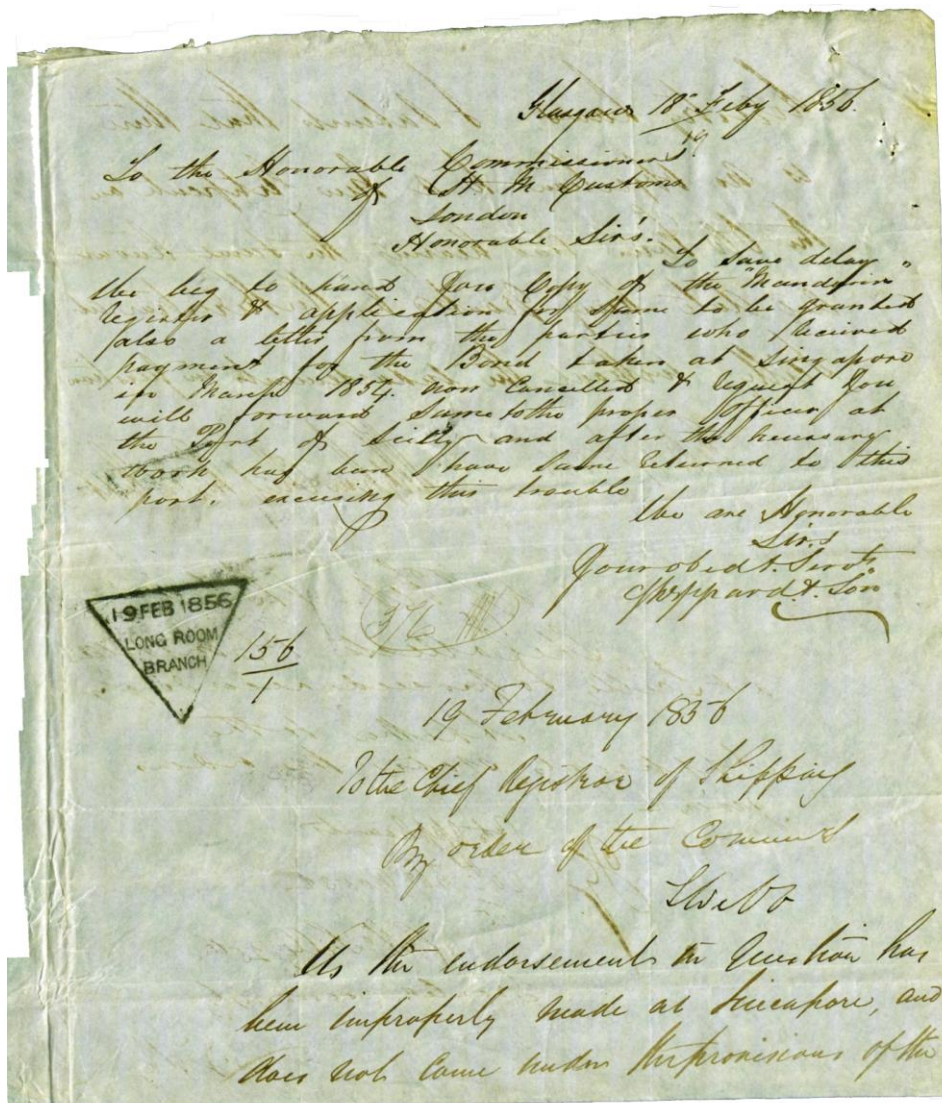 Glasgow 18 Feby 1856.
To the Honorable Commissioners
of H M Customs
London
Honorable Sirs.
To save delay
We beg to hand you Copy of the "Mandarin"
register & application for same to be granted
also a letter from the parties who received
payment for the Bond taken at Singapore
in March 1854. now Cancelled & request you
will forward same to the proper Officer at
the Port of Scilly and after the necessary
work has been have same returned to this
port. excusing this trouble
We are Honorable
Sirs
Your obedt. Servts.
Sheppard & Son
19 FEB 1856
LONG ROOM
BRANCH
156
1
376
19 February 1856
To the Chief Registrar of Shipping
By order of the Commrs
As the endorsement in Question has
been improperly made at Sincapore, and
does not come under the provisions of the